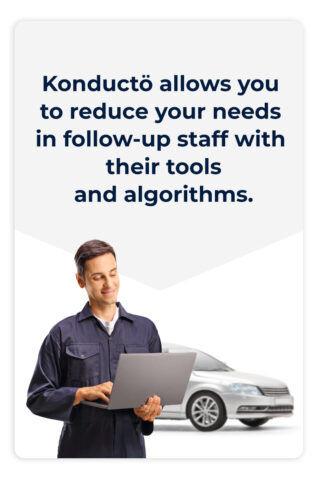 Konductö allows you
to reduce your needs
in follow-up staff with
their tools
and algorithms.